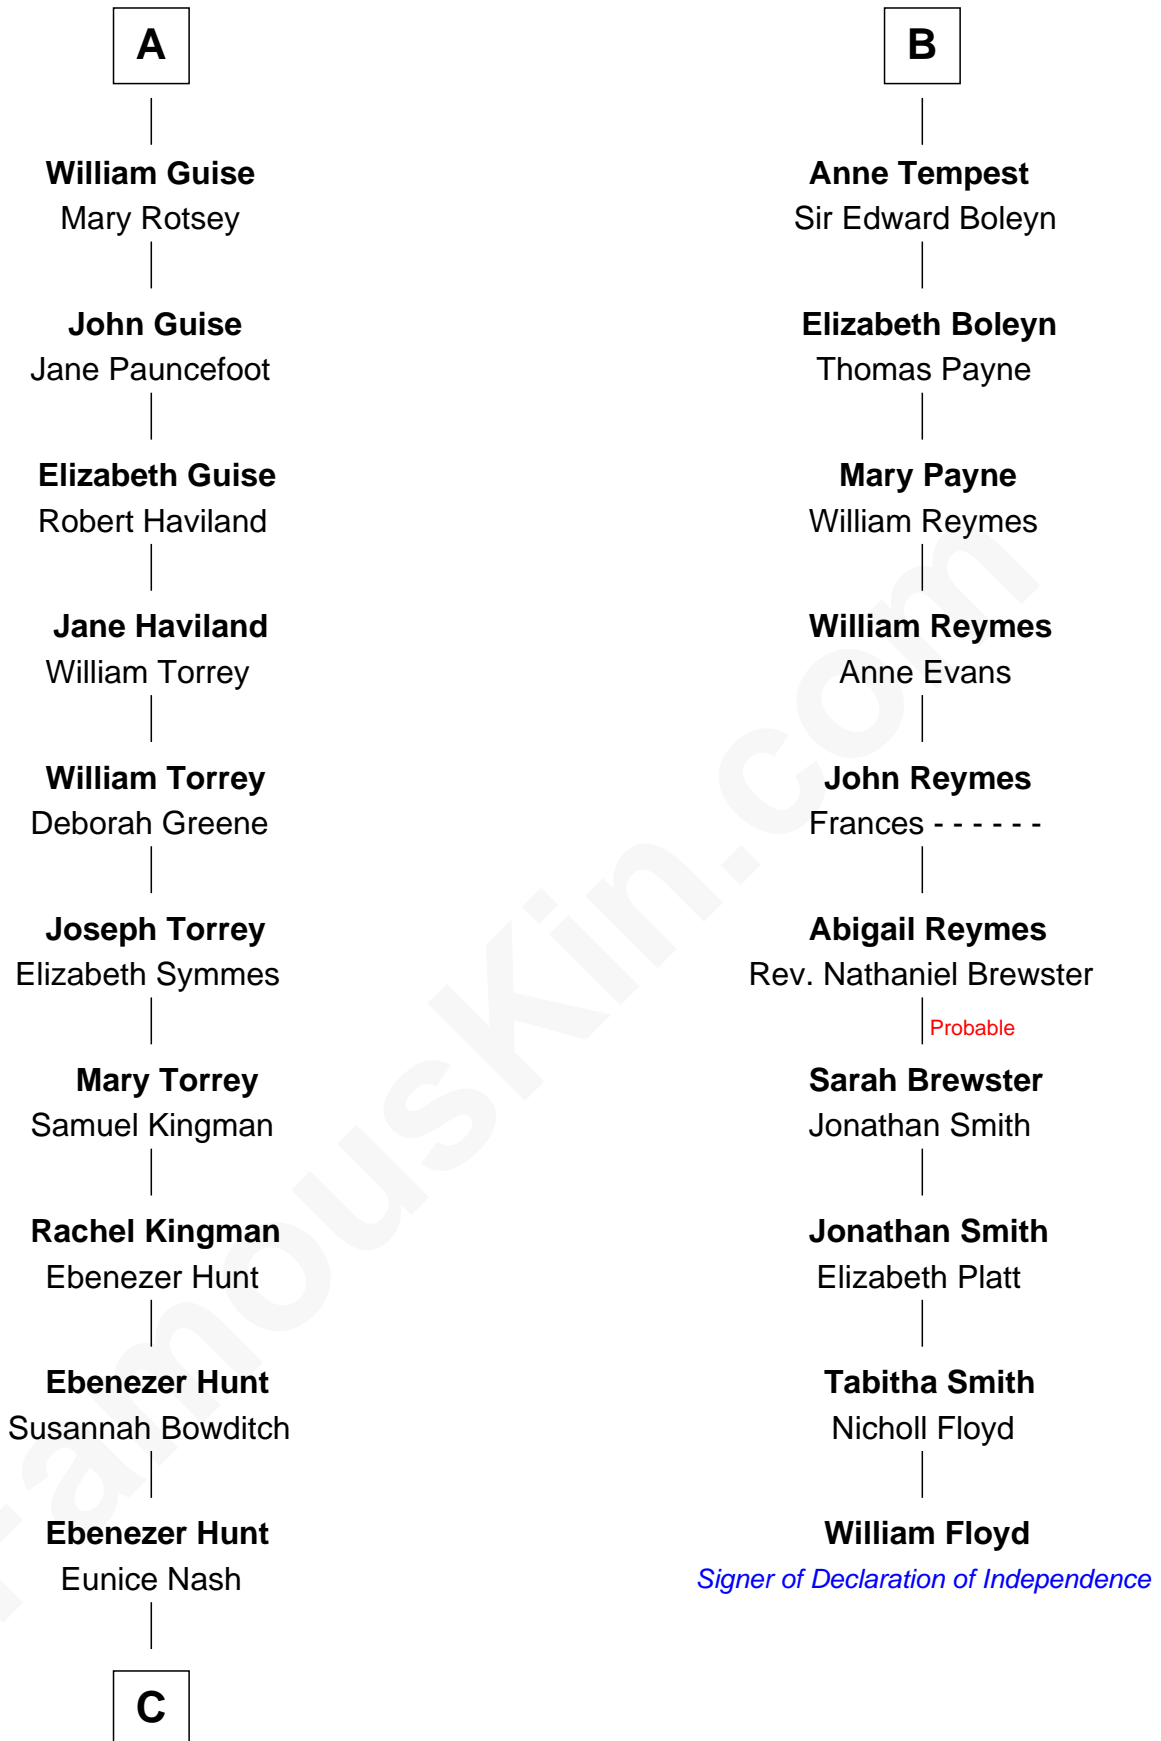 A
William Guise
Mary Rotsey
John Guise
Jane Pauncefoot
Elizabeth Guise
Robert Haviland
Jane Haviland
William Torrey
William Torrey
Deborah Greene
Joseph Torrey
Elizabeth Symmes
Mary Torrey
Samuel Kingman
Rachel Kingman
Ebenezer Hunt
Ebenezer Hunt
Susannah Bowditch
Ebenezer Hunt
Eunice Nash
C
B
Anne Tempest
Sir Edward Boleyn
Elizabeth Boleyn
Thomas Payne
Mary Payne
William Reymes
William Reymes
Anne Evans
John Reymes
Frances - - - - - -
Abigail Reymes
Rev. Nathaniel Brewster
Probable
Sarah Brewster
Jonathan Smith
Jonathan Smith
Elizabeth Platt
Tabitha Smith
Nicholl Floyd
William Floyd
Signer of Declaration of Independence
FamousKin.com